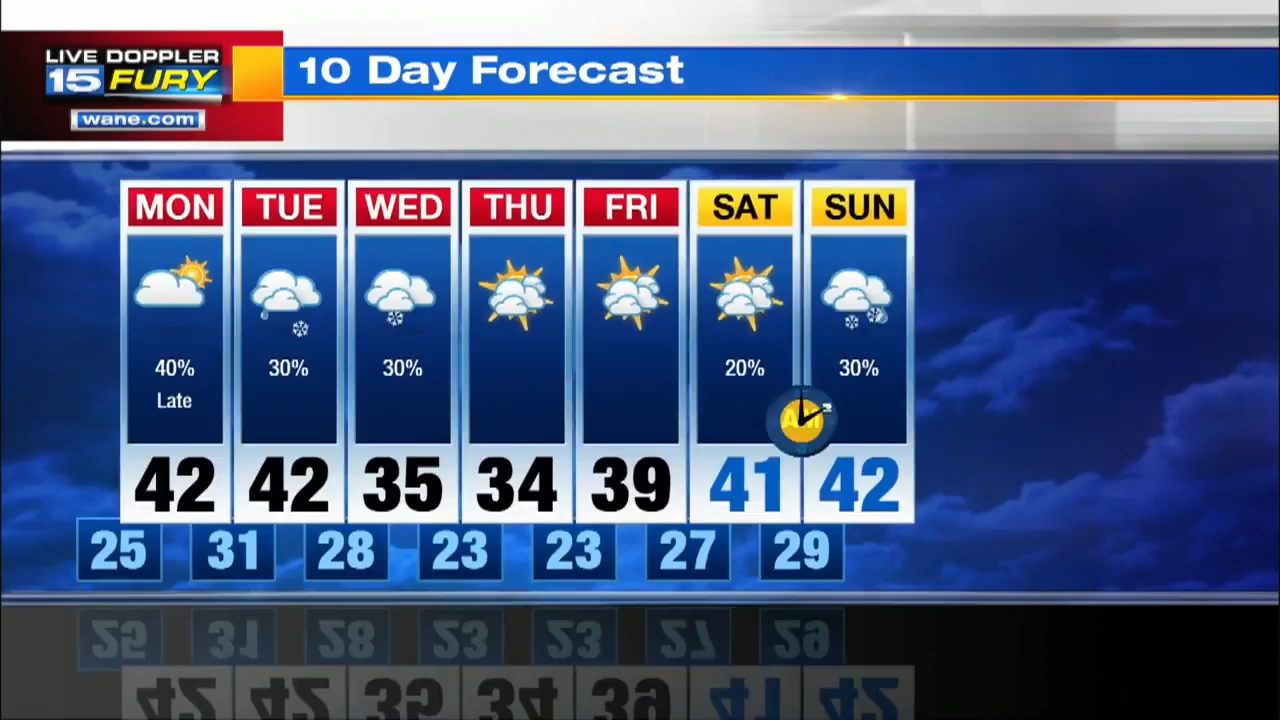 LIVE DOPPLER
15 FURY
wane.com
10 Day Forecast
MON TUE WED THU FRI SAT SUN
40% 30% 30% 20% 30%
Late
AM
42 42 35 34 39 41 42
25 31 28 23 23 27 29